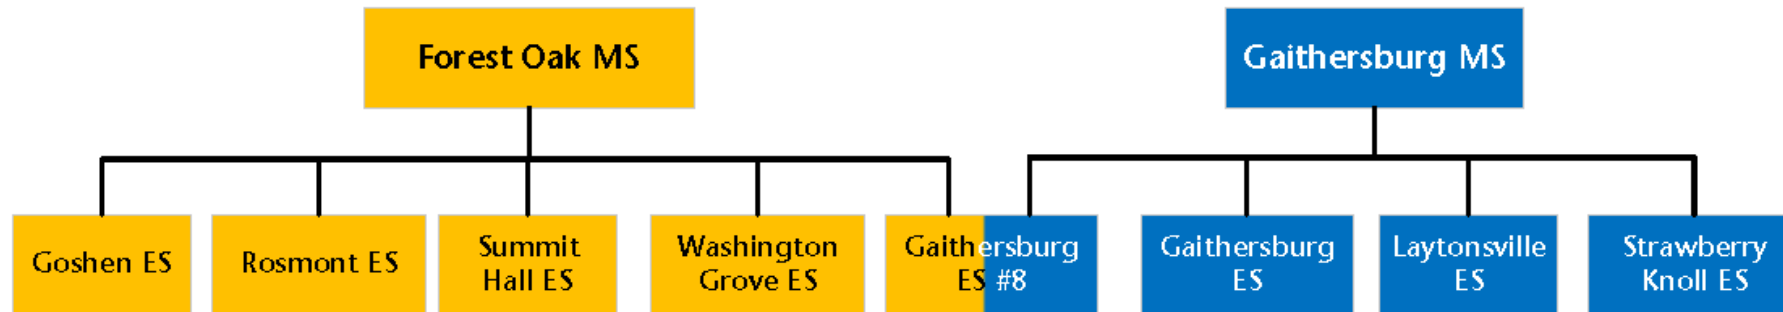 Forest Oak MS
Gaithersburg MS
Goshen ES
Rosmont ES
Summit
Hall ES
Washington
Grove ES
Gaithersburg
ES #8
Gaithersburg
ES
Laytonsville
ES
Strawberry
Knoll ES